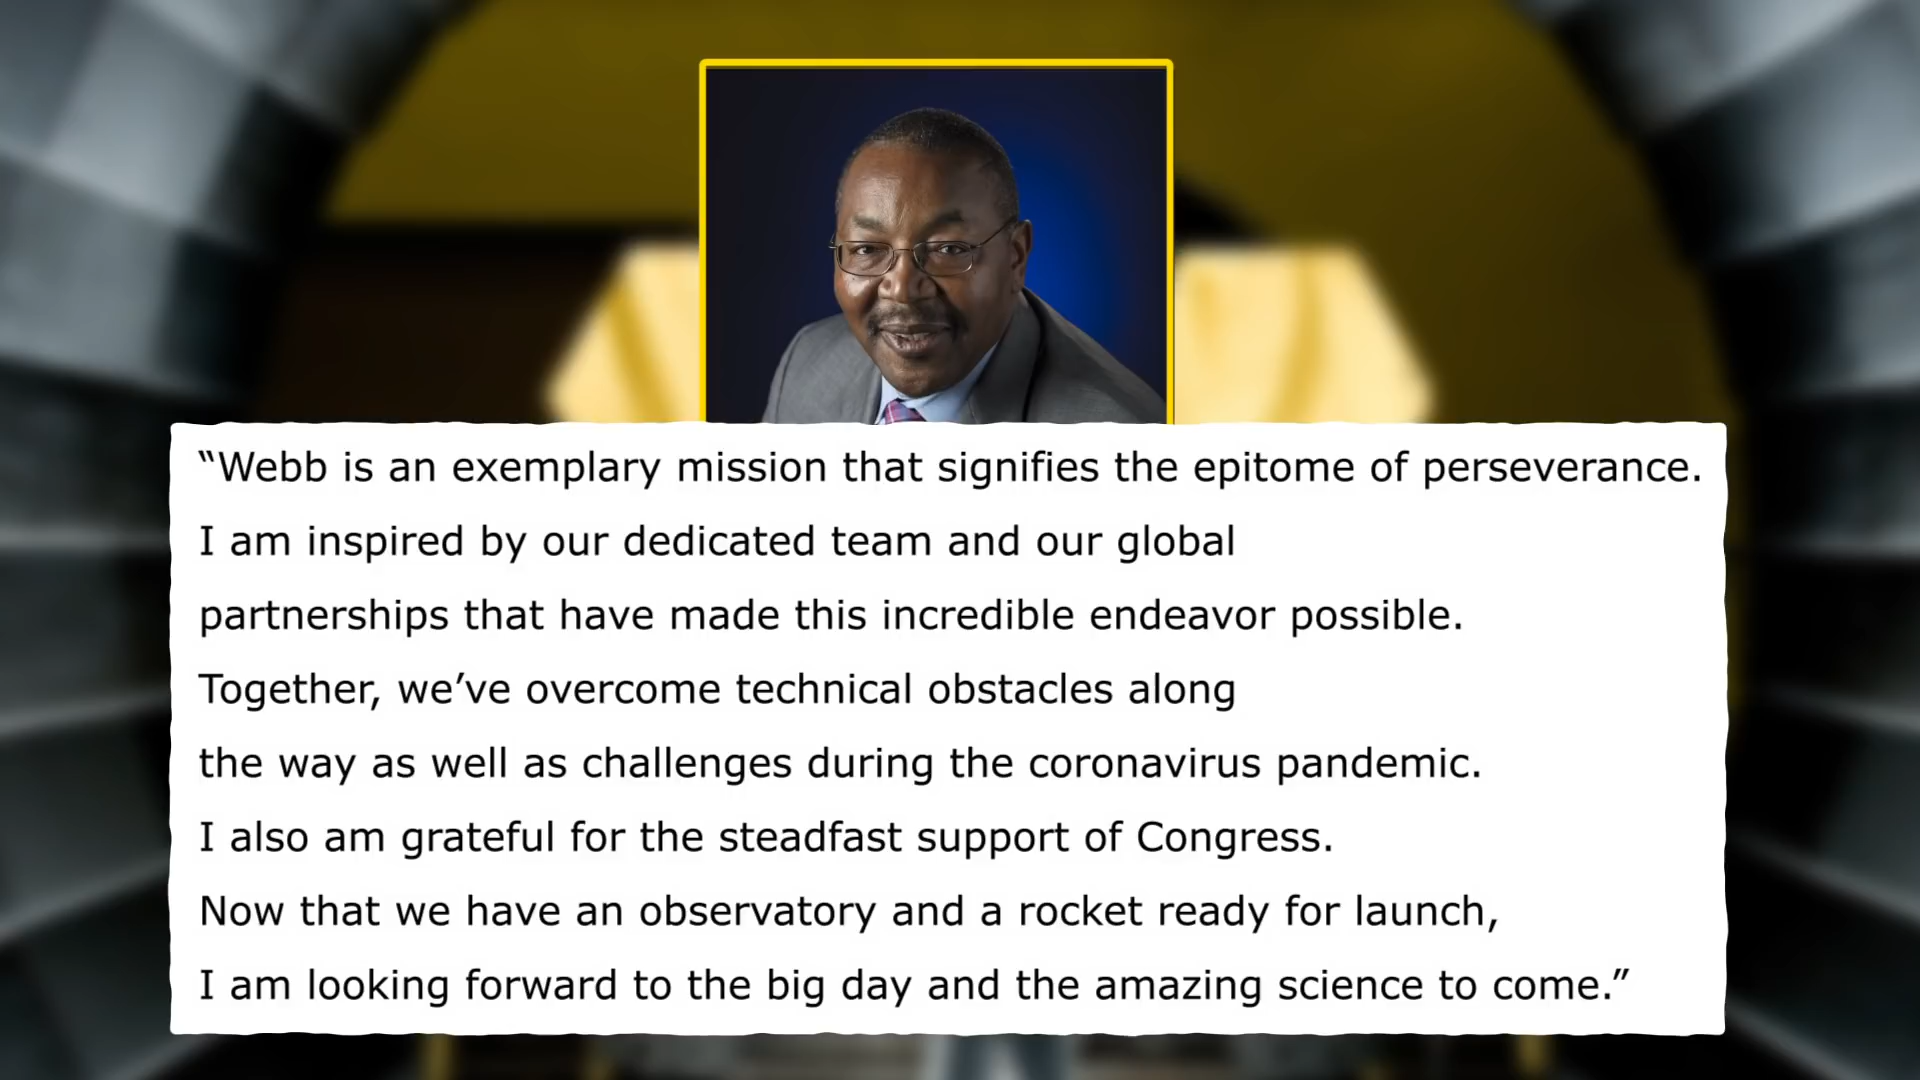 “Webb is an exemplary mission that signifies the epitome of perseverance.
I am inspired by our dedicated team and our global
partnerships that have made this incredible endeavor possible.
Together, we’ve overcome technical obstacles along
the way as well as challenges during the coronavirus pandemic.
I also am grateful for the steadfast support of Congress.
Now that we have an observatory and a rocket ready for launch,
I am looking forward to the big day and the amazing science to come.”